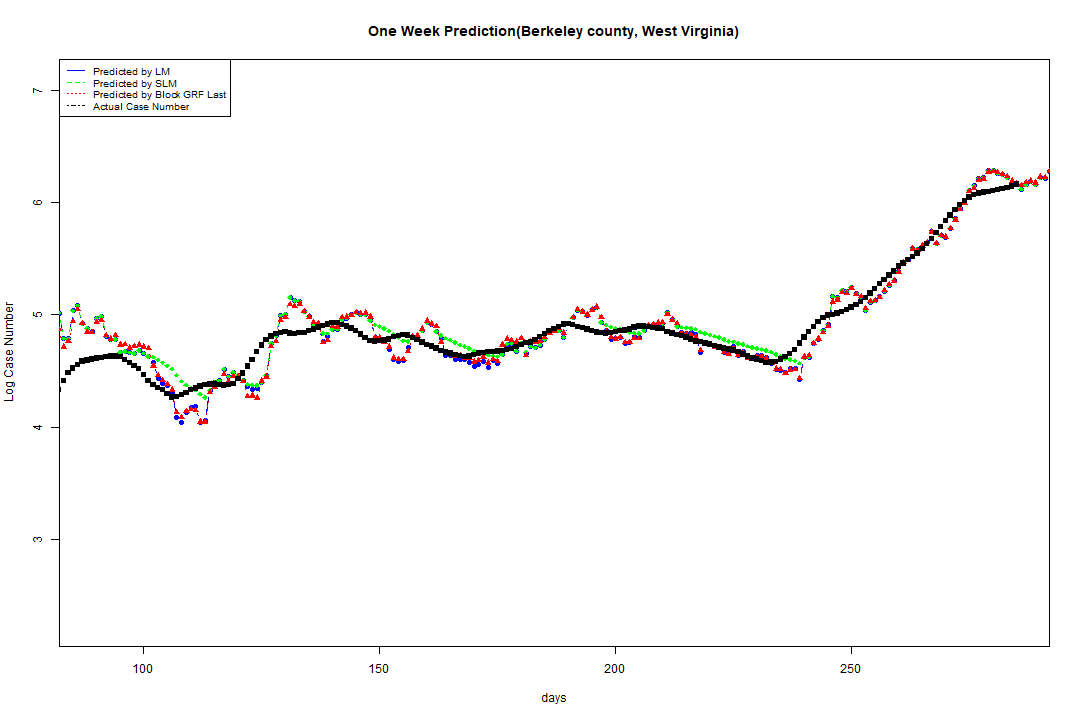 One Week Prediction(Berkeley county, West Virginia)
Predicted by LM
Predicted by SLM
Predicted by Block GRF Last
Actual Case Number
7
6
5
4
3
Log Case Number
100 150 200 250
days